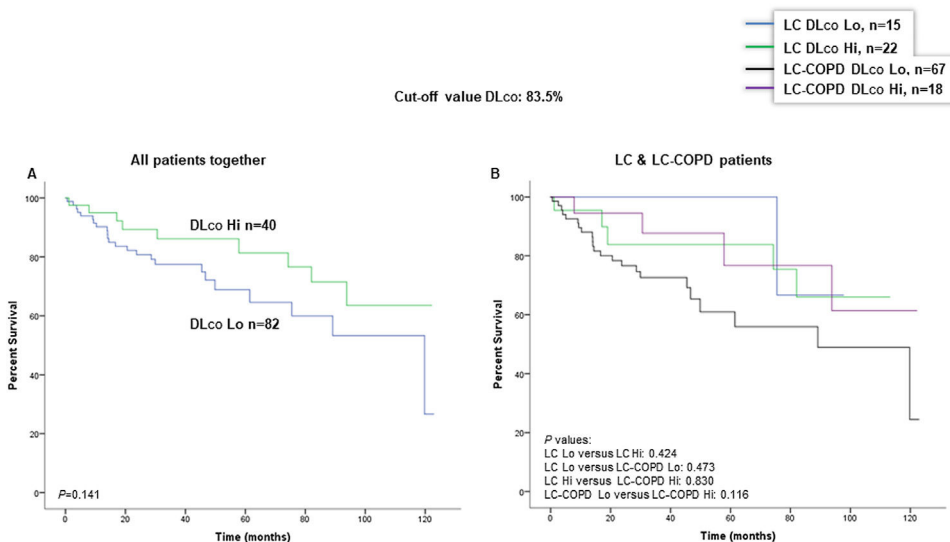 LC DLco Lo, n=15
LC DLco Hi, n=22
LC-COPD DLco Lo, n=67
LC-COPD DLco Hi, n=18
Cut-off value DLco: 83.5%
A
All patients together
100
80
60
40
20
0
Percent Survival
DLco Hi n=40
DLco Lo n=82
P=0.141
0 20 40 60 80 100 120
Time (months)
B
LC & LC-COPD patients
100
80
60
40
20
0
Percent Survival
P values:
LC Lo versus LC Hi: 0.424
LC Lo versus LC-COPD Lo: 0.473
LC Hi versus LC-COPD Hi: 0.830
LC-COPD Lo versus LC-COPD Hi: 0.116
0 20 40 60 80 100 120
Time (months)